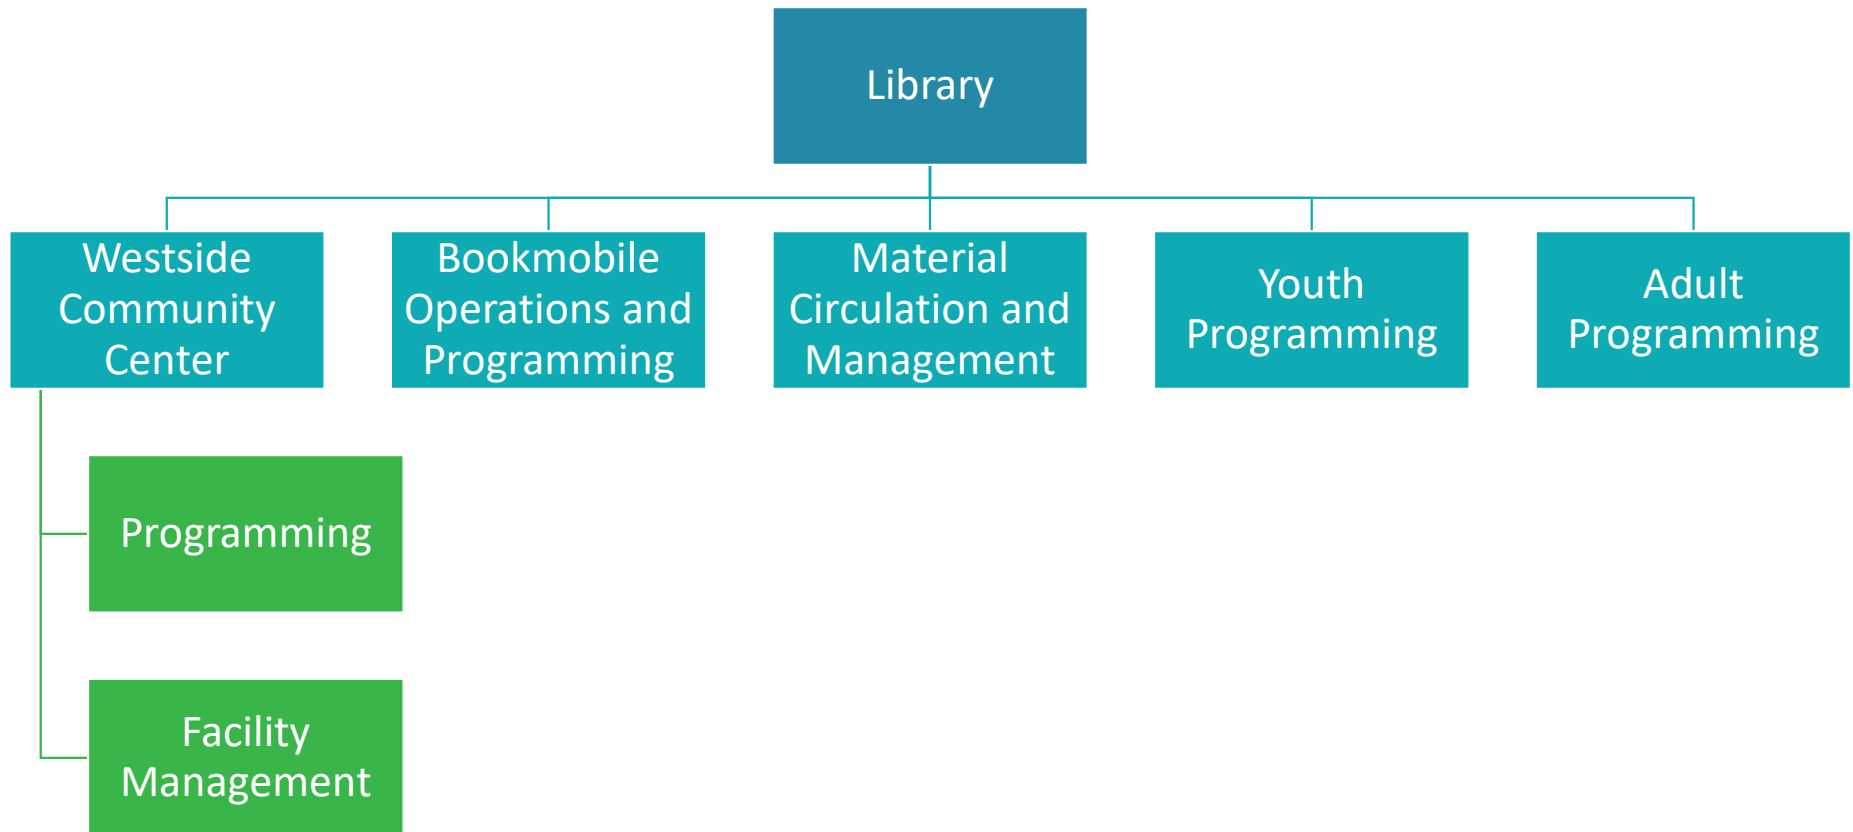 Library
Westside
Community
Center
Bookmobile
Operations and
Programming
Material
Circulation and
Management
Youth
Programming
Adult
Programming
Programming
Facility
Management